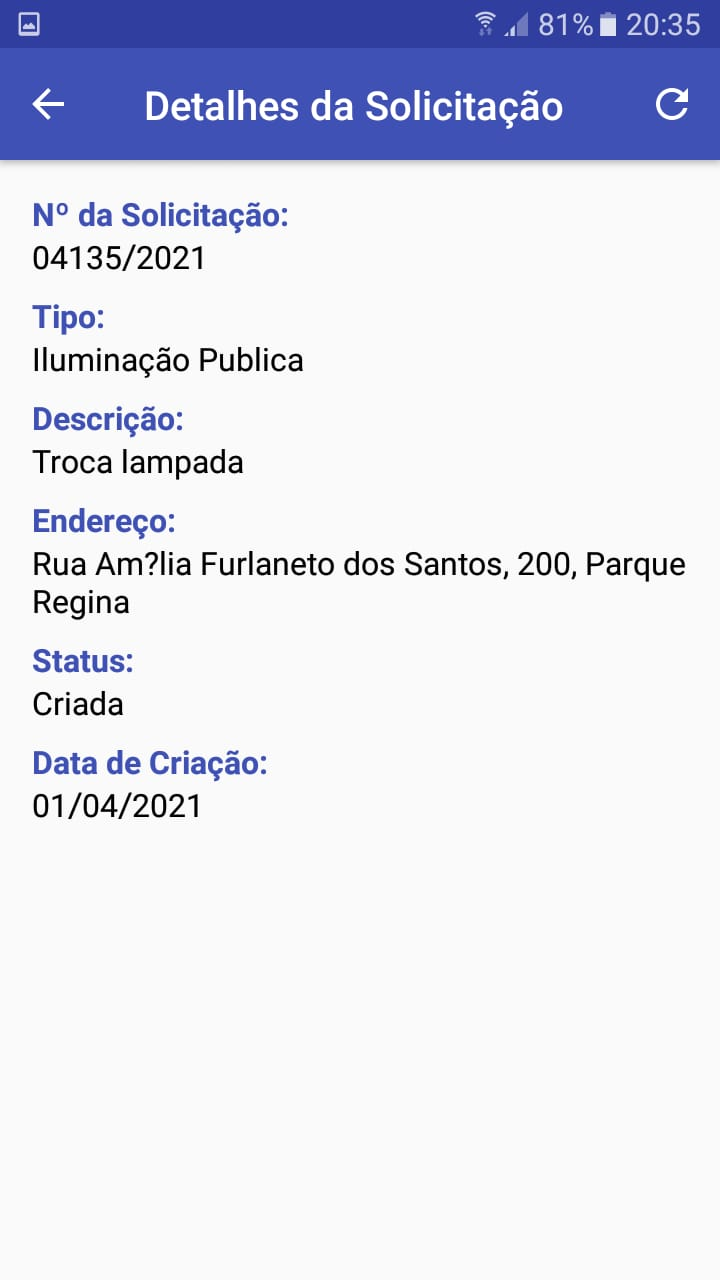 81% 20:35
Detalhes da Solicitação
Nº da Solicitação:
04135/2021
Tipo:
Iluminação Publica
Descrição:
Troca lampada
Endereço:
Rua Am?lia Furlaneto dos Santos, 200, Parque
Regina
Status:
Criada
Data de Criação:
01/04/2021